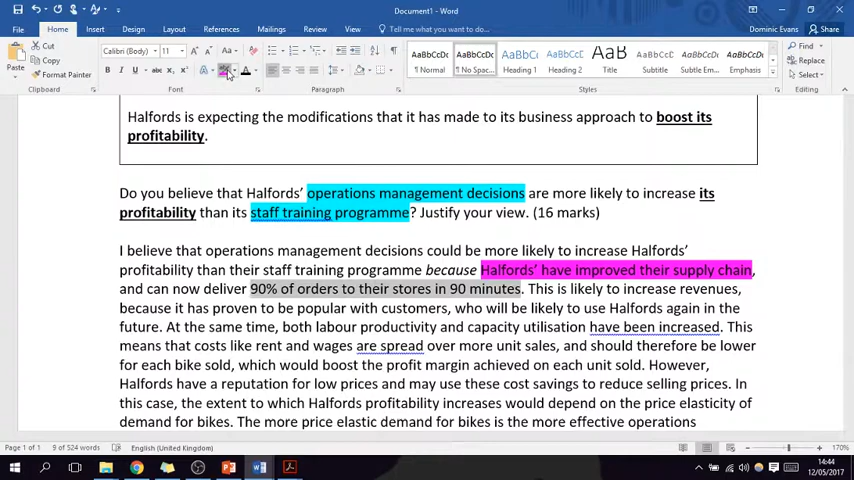 Document1 - Word
File Home Insert Design Layout References Mailings Review View Tell me what you want to do... Dominic Evans Share
Cut Calibri (Body) 11 Aa Find
Copy Replace
Paste Format Painter B I U abc x₂ x² A Select
AaBbCcDc AaBbCcDc AaBbCc AaBbCcC AaB AaBbCcD AaBbCcDc AaBbCcDc
¶ Normal ¶ No Spac... Heading 1 Heading 2 Title Subtitle Subtle Em... Emphasis
Clipboard Font Paragraph Styles Editing
Halfords is expecting the modifications that it has made to its business approach to boost its
profitability.
Do you believe that Halfords’ operations management decisions are more likely to increase its
profitability than its staff training programme? Justify your view. (16 marks)
I believe that operations management decisions could be more likely to increase Halfords’
profitability than their staff training programme because Halfords’ have improved their supply chain,
and can now deliver 90% of orders to their stores in 90 minutes. This is likely to increase revenues,
because it has proven to be popular with customers, who will be likely to use Halfords again in the
future. At the same time, both labour productivity and capacity utilisation have been increased. This
means that costs like rent and wages are spread over more unit sales, and should therefore be lower
for each bike sold, which would boost the profit margin achieved on each unit sold. However,
Halfords have a reputation for low prices and may use these cost savings to reduce selling prices. In
this case, the extent to which Halfords profitability increases would depend on the price elasticity of
demand for bikes. The more price elastic demand for bikes is the more effective operations
Page 1 of 1 9 of 524 words English (United Kingdom) 170%
14:44
12/05/2017